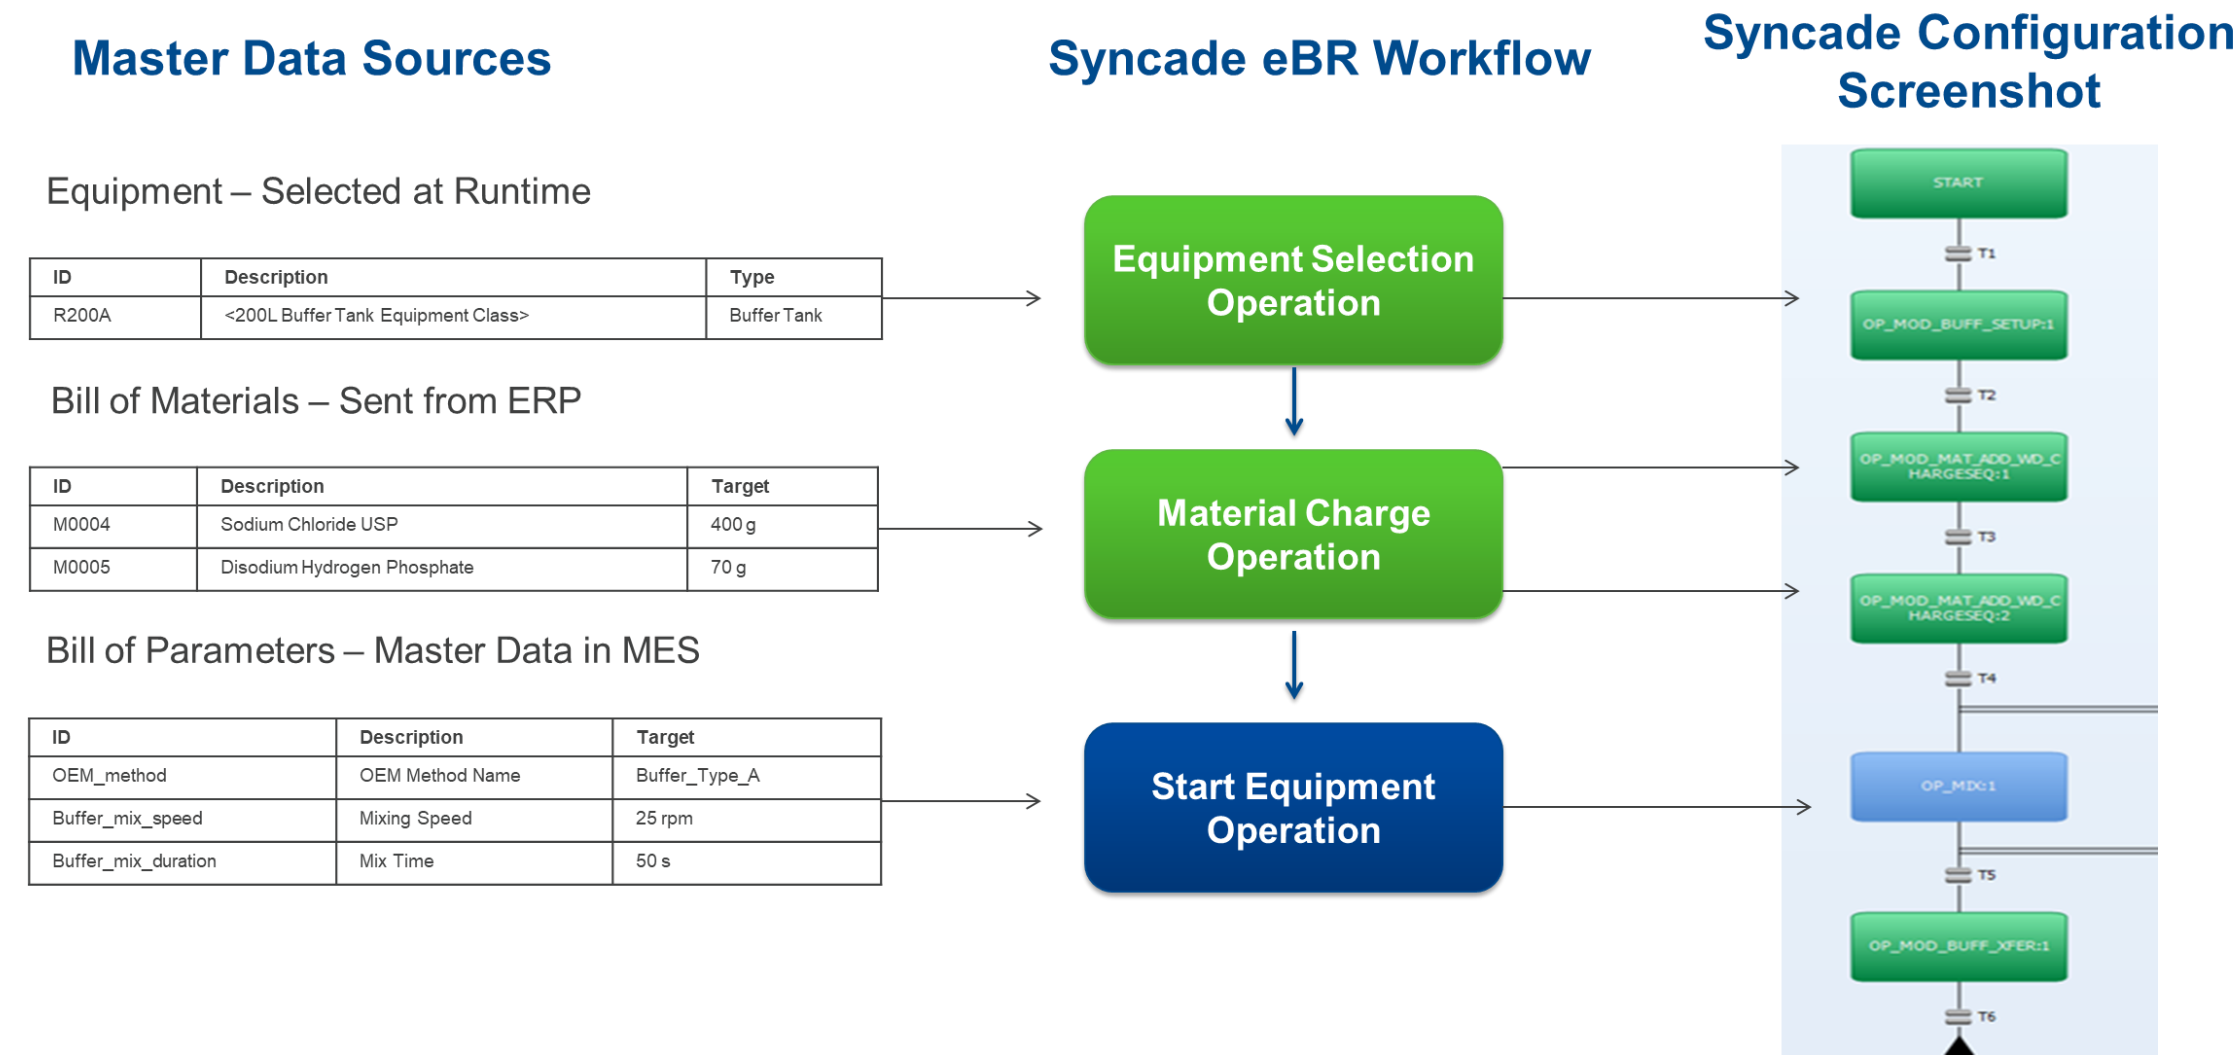 Master Data Sources
Syncade eBR Workflow
Syncade Configuration
Screenshot
Equipment – Selected at Runtime
ID Description Type
R200A <200L Buffer Tank Equipment Class> Buffer Tank
Bill of Materials – Sent from ERP
ID Description Target
M0004 Sodium Chloride USP 400 g
M0005 Disodium Hydrogen Phosphate 70 g
Bill of Parameters – Master Data in MES
ID Description Target
OEM_method OEM Method Name Buffer_Type_A
Buffer_mix_speed Mixing Speed 25 rpm
Buffer_mix_duration Mix Time 50 s
Equipment Selection
Operation
Material Charge
Operation
Start Equipment
Operation
START
T1
OP_MOD_BUFF_SETUP:1
T2
OP_MOD_MAT_ADD_WD_C
HARGESEQ:1
T3
OP_MOD_MAT_ADD_WD_C
HARGESEQ:2
T4
OP_MIX:1
T5
OP_MOD_BUFF_XFER:1
T6